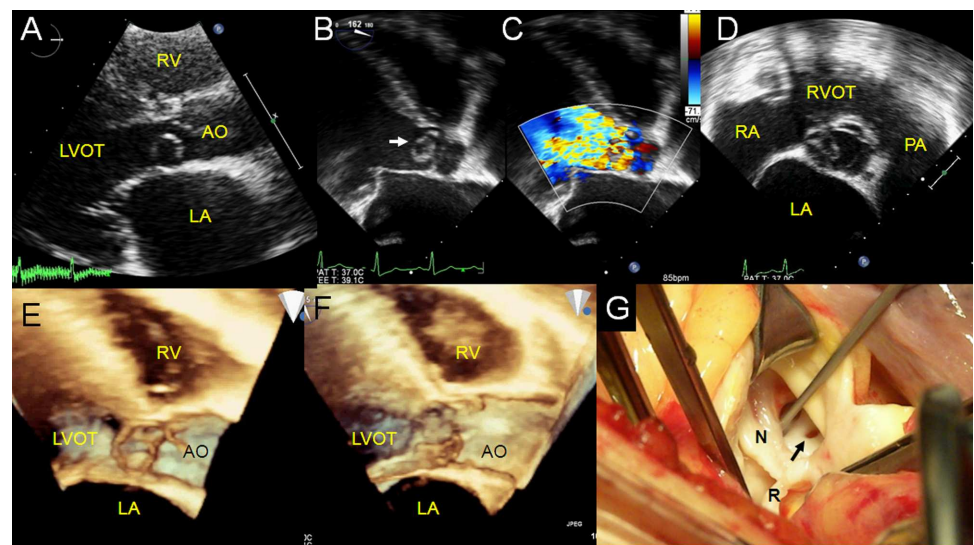 A
RV
LVOT
AO
LA
B
0 162 180
PAT T: 37.0C
TEE T: 39.1C
C
-71.
cm/s
85bpm
D
RVOT
RA
PA
LA
PAT T: 37.0C
E
RV
LVOT
AO
LA
F
RV
LVOT
AO
LA
JPEG
G
N
R